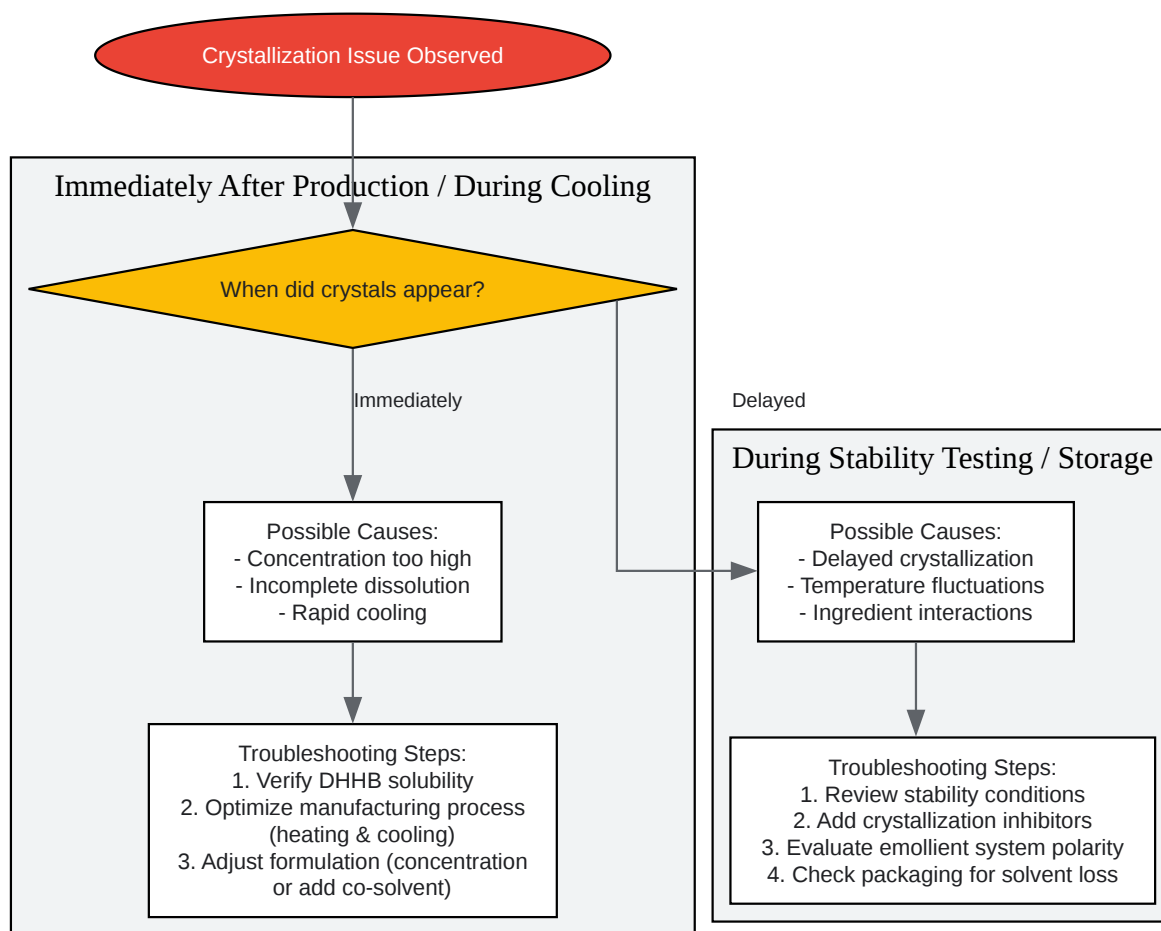 Crystallization Issue Observed
Immediately After Production / During Cooling
When did crystals appear?
Immediately
Possible Causes:
- Concentration too high
- Incomplete dissolution
- Rapid cooling
Troubleshooting Steps:
1. Verify DHHB solubility
2. Optimize manufacturing process
(heating & cooling)
3. Adjust formulation (concentration
or add co-solvent)
Delayed
During Stability Testing / Storage
Possible Causes:
- Delayed crystallization
- Temperature fluctuations
- Ingredient interactions
Troubleshooting Steps:
1. Review stability conditions
2. Add crystallization inhibitors
3. Evaluate emollient system polarity
4. Check packaging for solvent loss